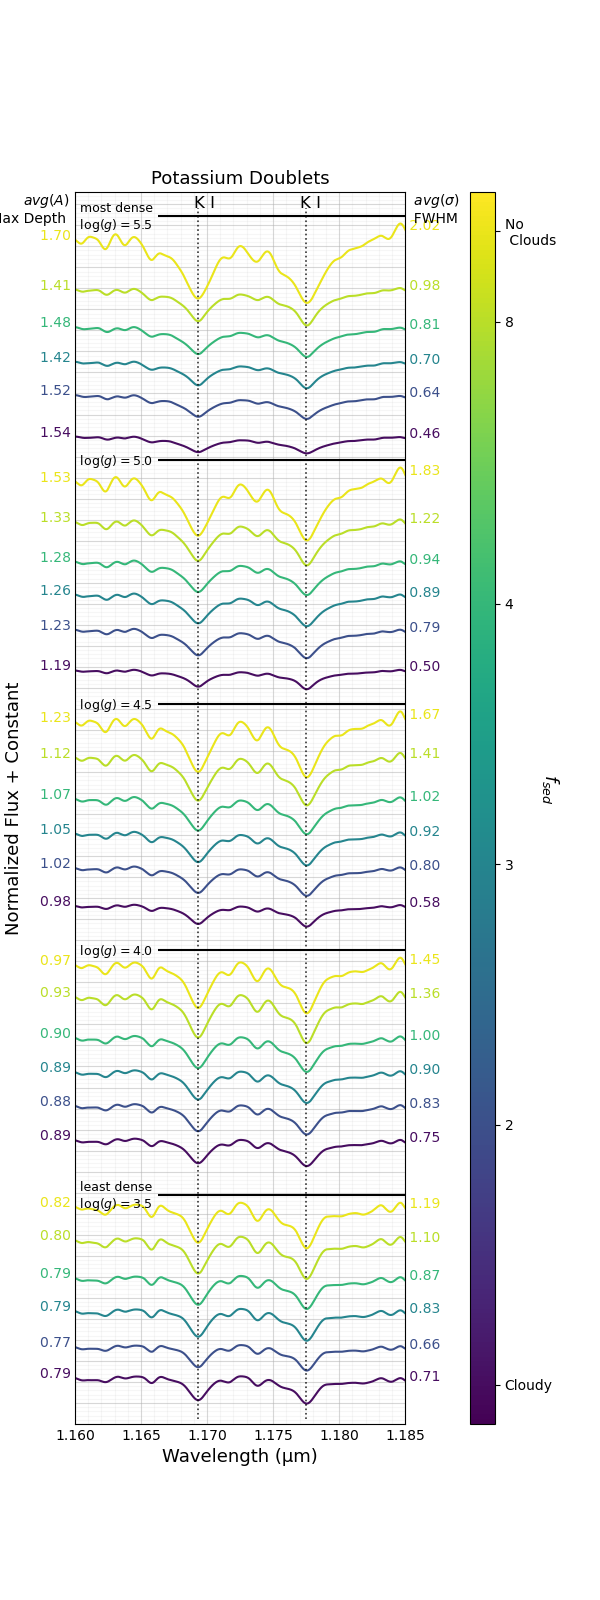 Potassium Doublets
avg(A)
Max Depth
avg(σ)
FWHM
K I K I
most dense
log(g) = 5.5
1.70 2.02
1.41 0.98
1.48 0.81
1.42 0.70
1.52 0.64
1.54 0.46
log(g) = 5.0
1.53 1.83
1.33 1.22
1.28 0.94
1.26 0.89
1.23 0.79
1.19 0.50
log(g) = 4.5
1.23 1.67
1.12 1.41
1.07 1.02
1.05 0.92
1.02 0.80
0.98 0.58
log(g) = 4.0
0.97 1.45
0.93 1.36
0.90 1.00
0.89 0.90
0.88 0.83
0.89 0.75
least dense
log(g) = 3.5
0.82 1.19
0.80 1.10
0.79 0.87
0.79 0.83
0.77 0.66
0.79 0.71
1.160 1.165 1.170 1.175 1.180 1.185
Wavelength (μm)
Normalized Flux + Constant
No
Clouds
8
4
3
2
Cloudy
fsed